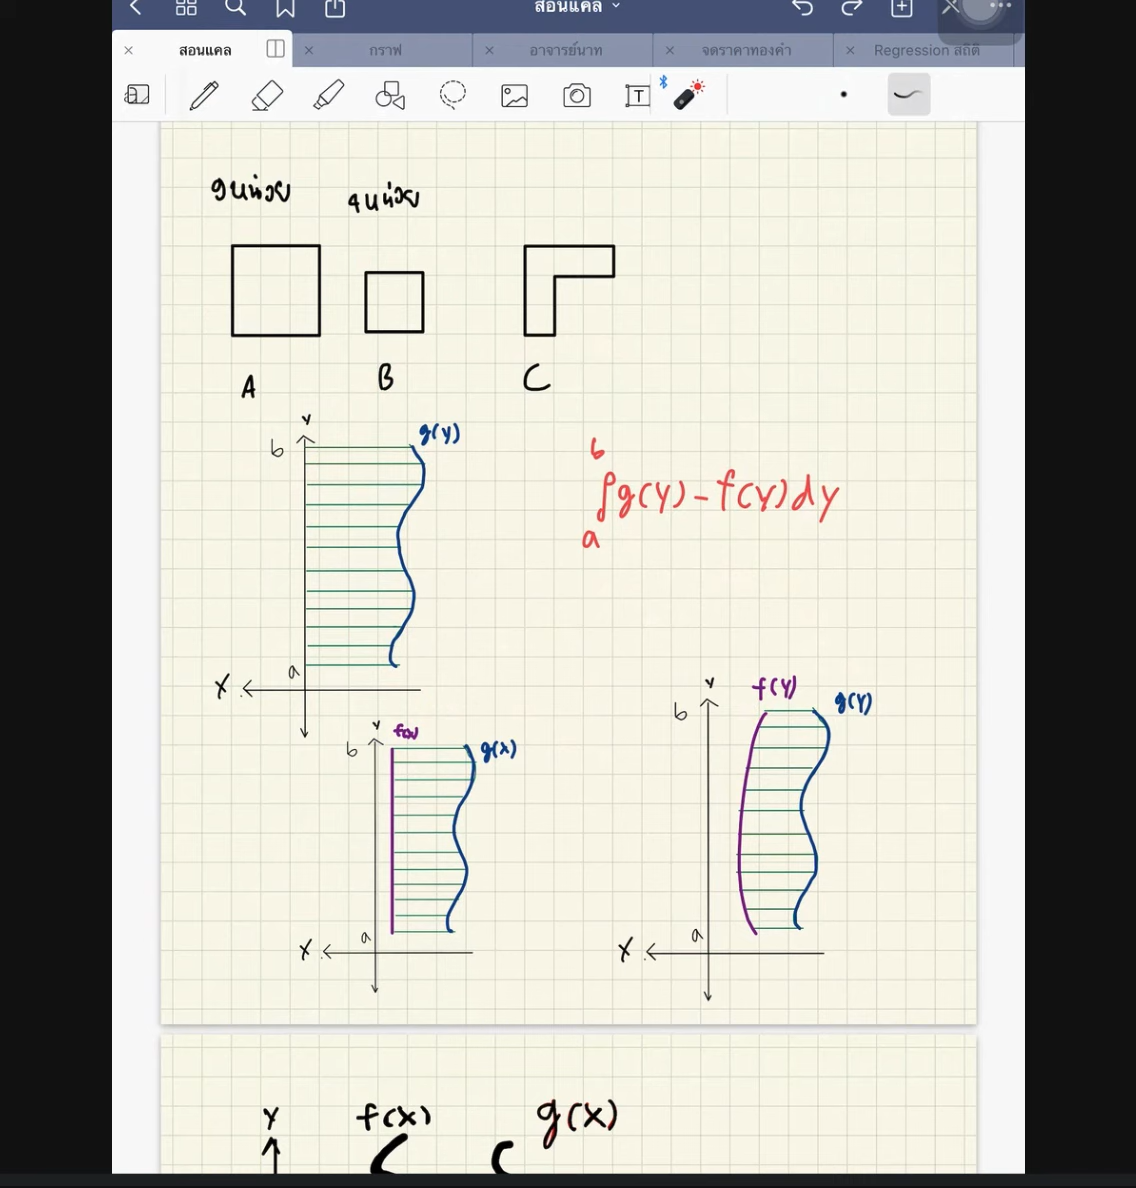 สอนแคล
สอนแคล
กราฟ
อาจารย์นาท
จดราคาทองคำ
Regression สถิติ
9หน่วย
4หน่วย
A
B
C
Y
b
g(y)
a
X
b
∫g(y)-f(y)dy
a
Y
f(x)
b
g(x)
a
X
Y
f(y)
b
g(y)
a
X
Y
f(x)
g(x)